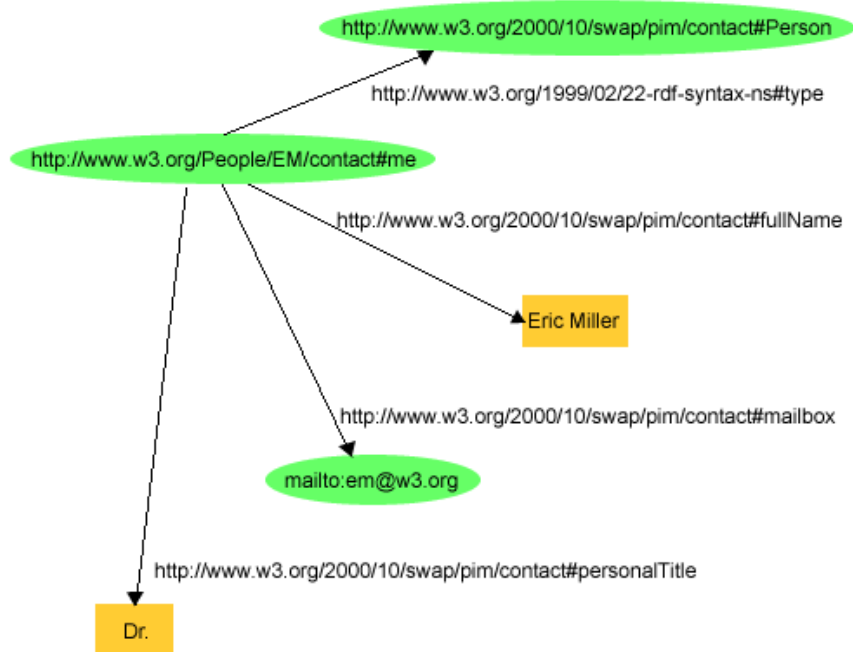 http://www.w3.org/2000/10/swap/pim/contact#Person
http://www.w3.org/1999/02/22-rdf-syntax-ns#type
http://www.w3.org/People/EM/contact#me
http://www.w3.org/2000/10/swap/pim/contact#fullName
Eric Miller
http://www.w3.org/2000/10/swap/pim/contact#mailbox
mailto:em@w3.org
http://www.w3.org/2000/10/swap/pim/contact#personalTitle
Dr.